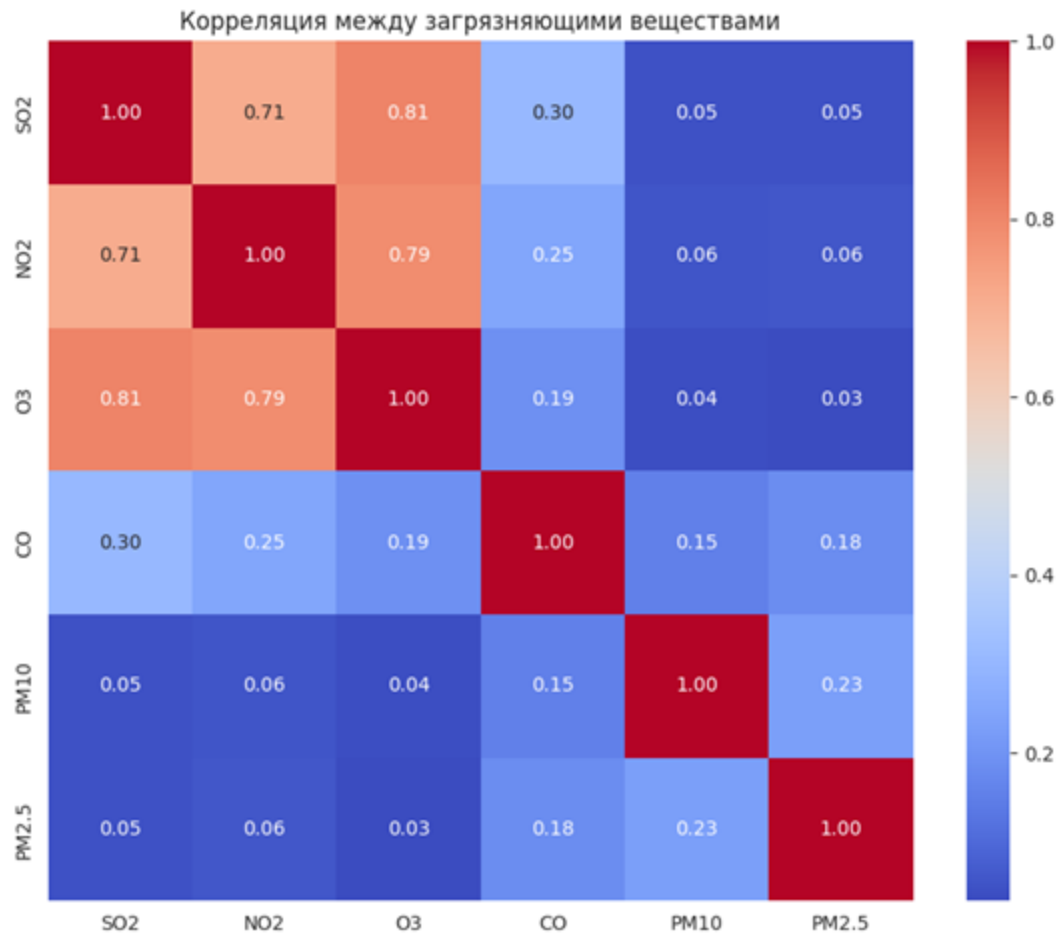 Корреляция между загрязняющими веществами
SO2 1.00 0.71 0.81 0.30 0.05 0.05
NO2 0.71 1.00 0.79 0.25 0.06 0.06
O3 0.81 0.79 1.00 0.19 0.04 0.03
CO 0.30 0.25 0.19 1.00 0.15 0.18
PM10 0.05 0.06 0.04 0.15 1.00 0.23
PM2.5 0.05 0.06 0.03 0.18 0.23 1.00
SO2 NO2 O3 CO PM10 PM2.5
1.0
0.8
0.6
0.4
0.2